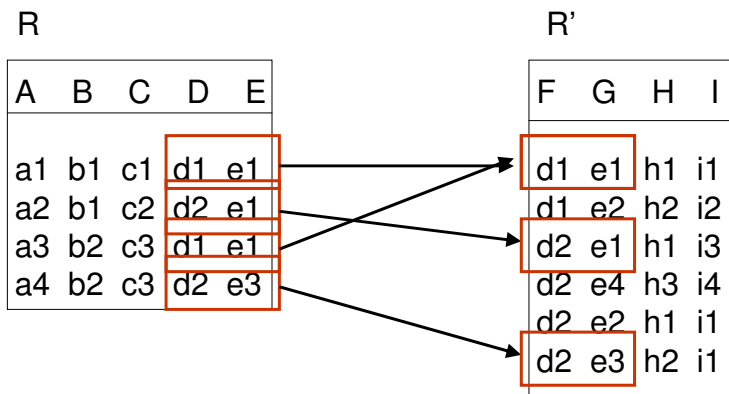 R
R’
A B C D E
F G H I
a1 b1 c1 d1 e1
a2 b1 c2 d2 e1
a3 b2 c3 d1 e1
a4 b2 c3 d2 e3
d1 e1 h1 i1
d1 e2 h2 i2
d2 e1 h1 i3
d2 e4 h3 i4
d2 e2 h1 i1
d2 e3 h2 i1